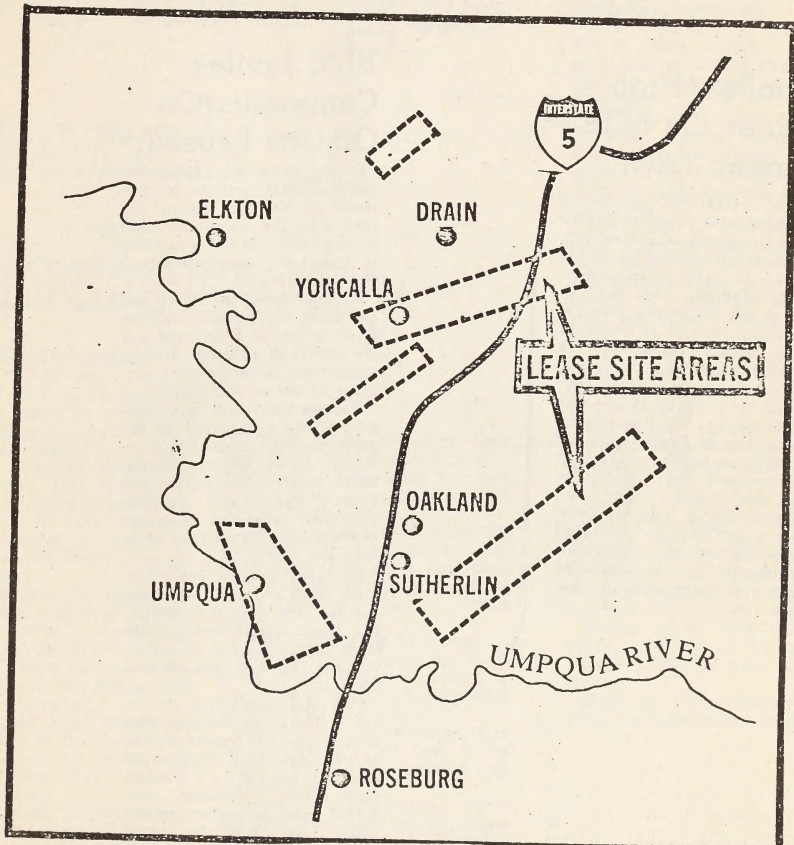 INTERSTATE
5
ELKTON
DRAIN
YONCALLA
LEASE SITE AREAS
OAKLAND
SUTHERLIN
UMPQUA
UMPQUA RIVER
ROSEBURG